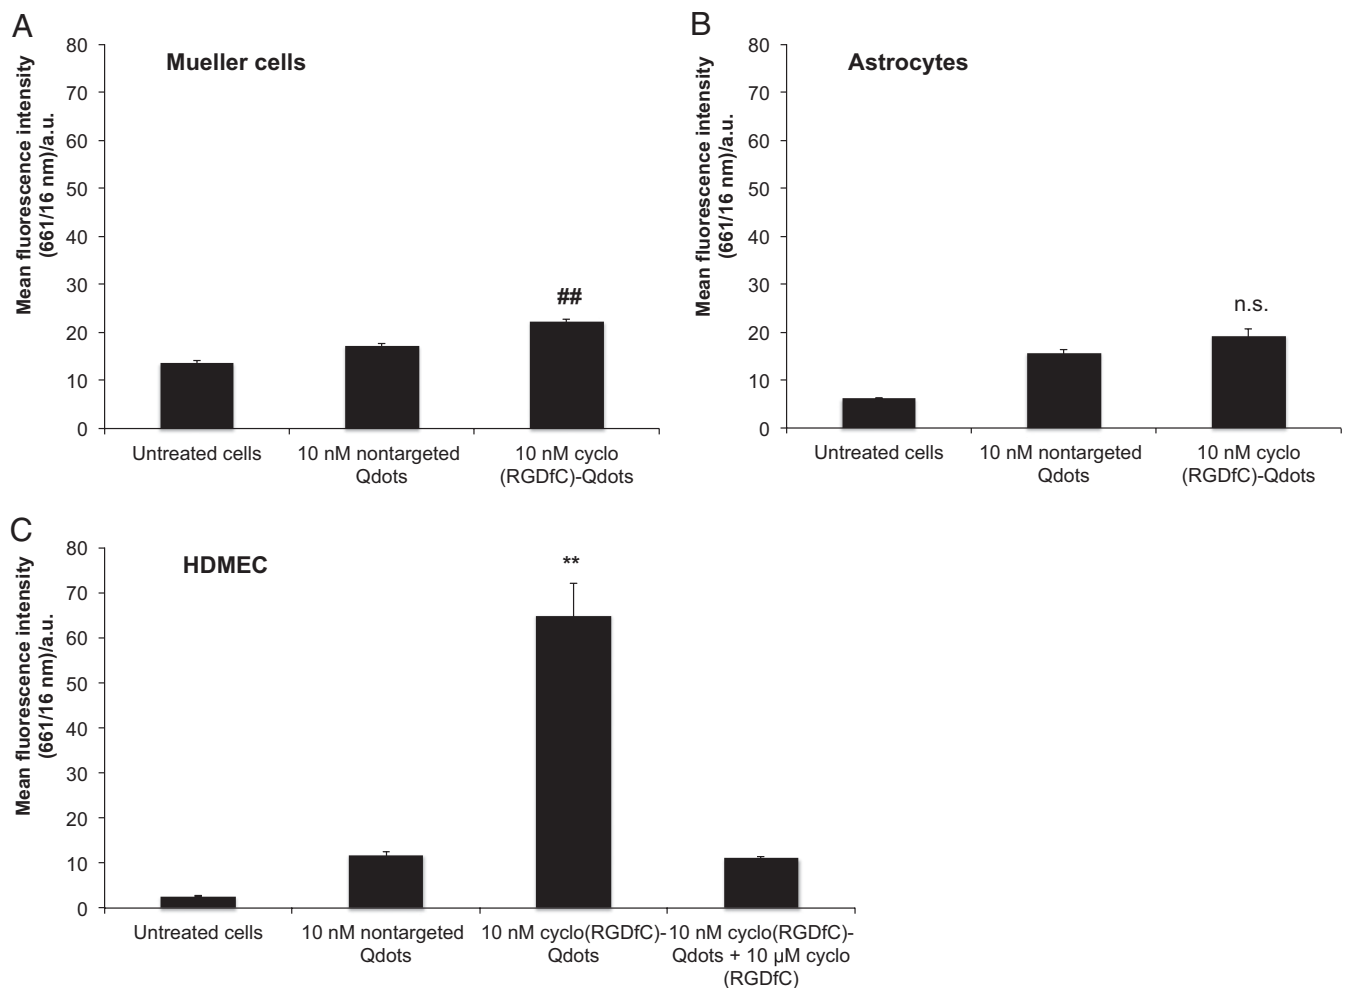 A
Mean fluorescence intensity
(661/16 nm)/a.u.
80
70
60
50
40
30
20
10
0
Mueller cells
##
Untreated cells
10 nM nontargeted
Qdots
10 nM cyclo
(RGDfC)-Qdots
B
Mean fluorescence intensity
(661/16 nm)/a.u.
80
70
60
50
40
30
20
10
0
Astrocytes
n.s.
Untreated cells
10 nM nontargeted
Qdots
10 nM cyclo
(RGDfC)-Qdots
C
Mean fluorescence intensity
(661/16 nm)/a.u.
80
70
60
50
40
30
20
10
0
HDMEC
**
Untreated cells
10 nM nontargeted
Qdots
10 nM cyclo(RGDfC)-
Qdots
10 nM cyclo(RGDfC)-
Qdots + 10 µM cyclo
(RGDfC)